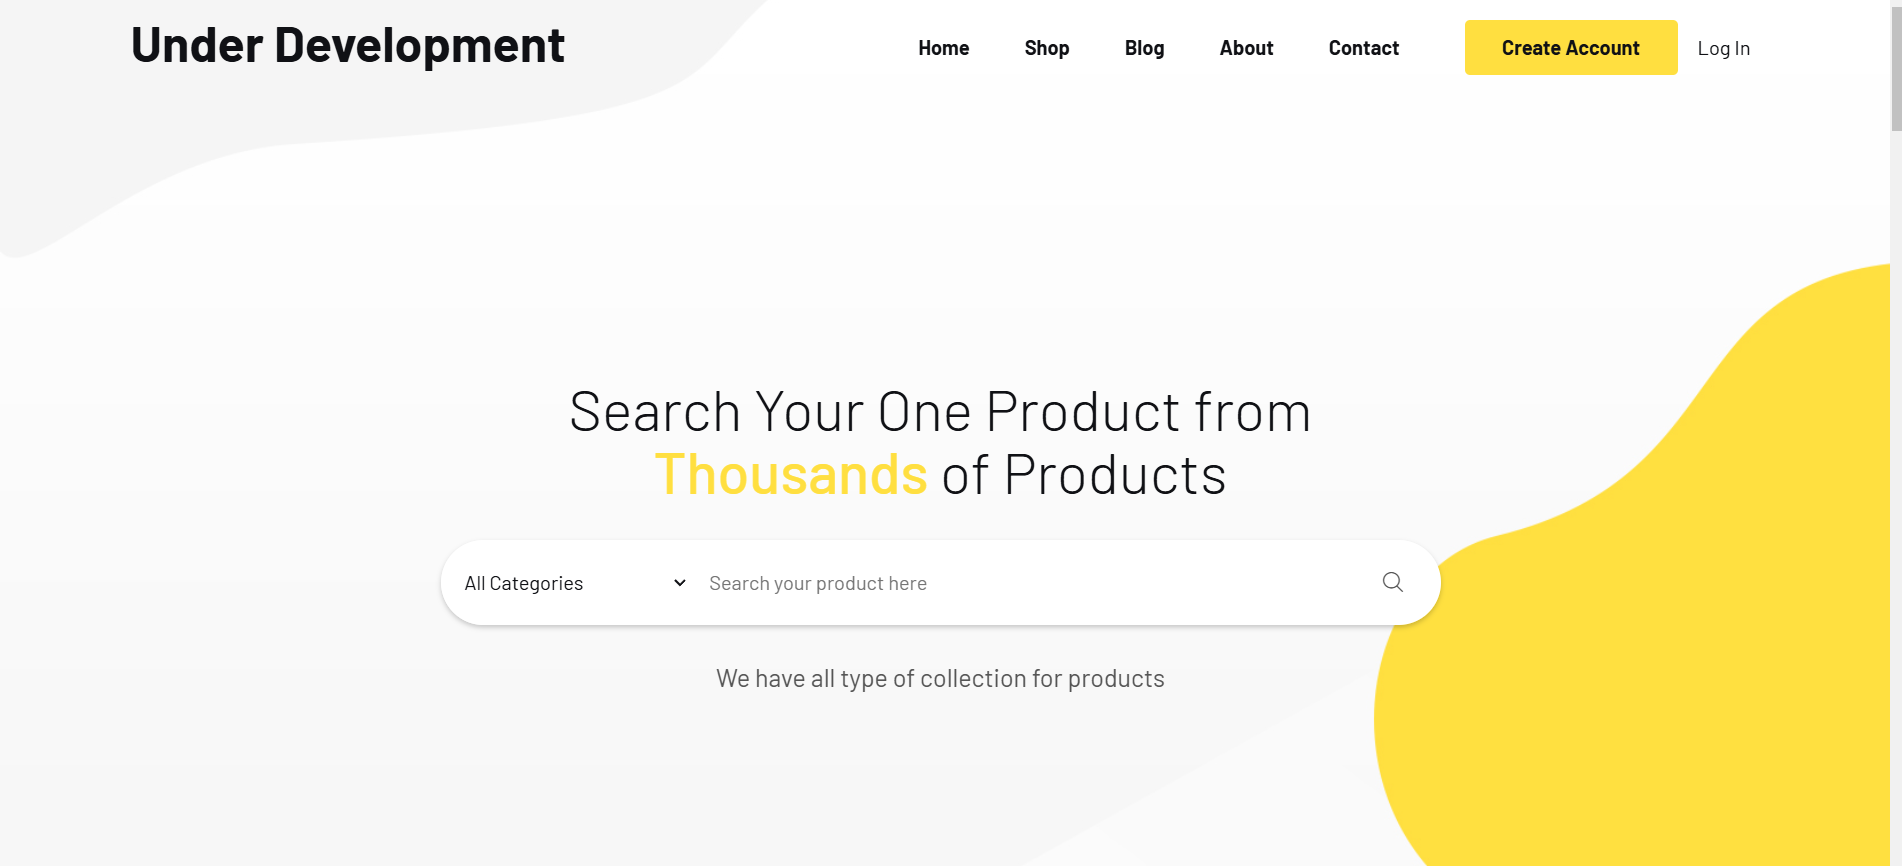 Under Development
Home Shop Blog About Contact Create Account Log In
Search Your One Product from
Thousands of Products
All Categories Search your product here
We have all type of collection for products